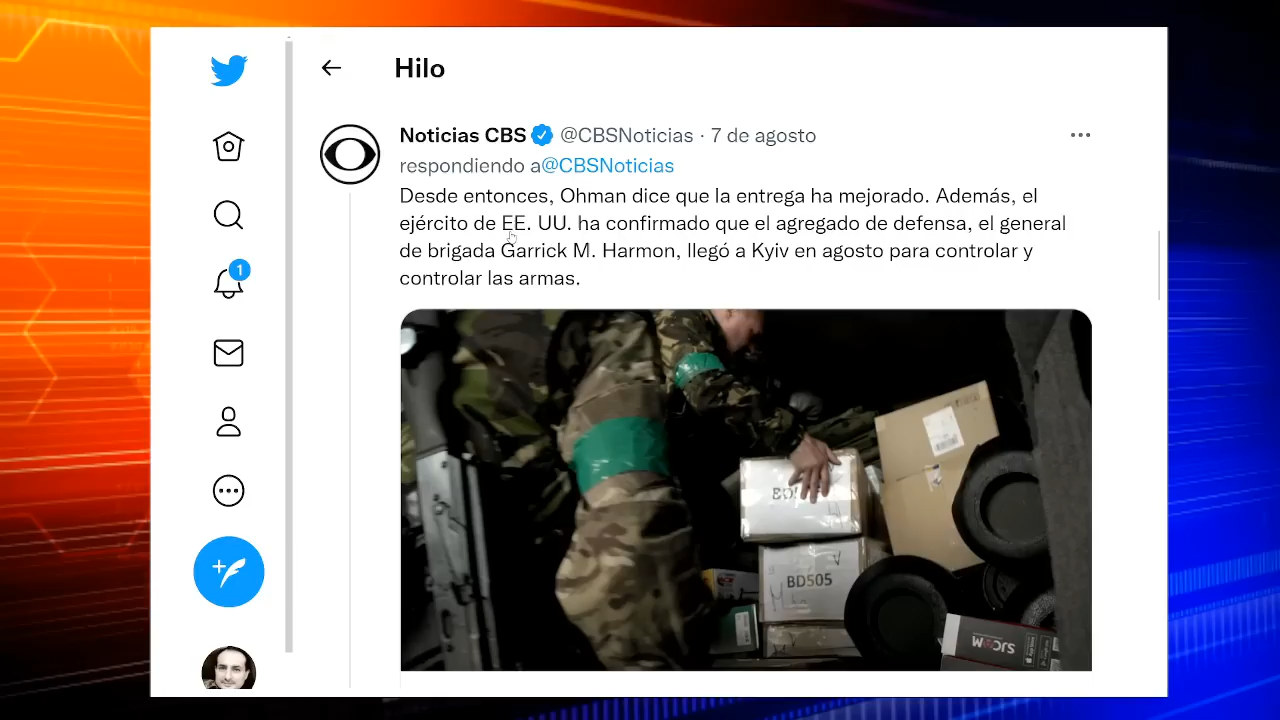 Hilo
Noticias CBS @CBSNoticias · 7 de agosto
respondiendo a@CBSNoticias
Desde entonces, Ohman dice que la entrega ha mejorado. Además, el
ejército de EE. UU. ha confirmado que el agregado de defensa, el general
de brigada Garrick M. Harmon, llegó a Kyiv en agosto para controlar y
controlar las armas.
1
BD505
SJCAM